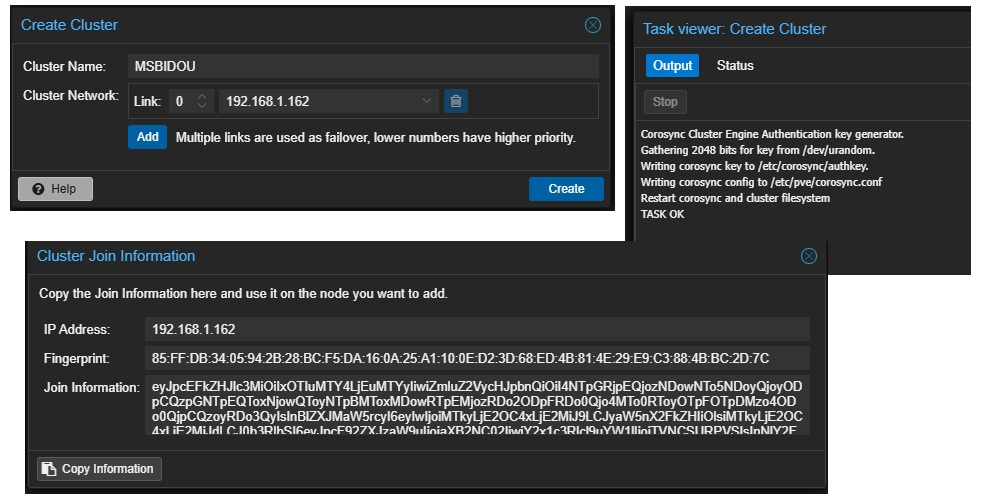 Create Cluster
Cluster Name: MSBIDOU
Cluster Network: Link: 0 192.168.1.162
Add Multiple links are used as failover, lower numbers have higher priority.
Help Create
Task viewer: Create Cluster
Output Status
Stop
Corosync Cluster Engine Authentication key generator.
Gathering 2048 bits for key from /dev/urandom.
Writing corosync key to /etc/corosync/authkey.
Writing corosync config to /etc/pve/corosync.conf
Restart corosync and cluster filesystem
TASK OK
Cluster Join Information
Copy the Join Information here and use it on the node you want to add.
IP Address: 192.168.1.162
Fingerprint: 85:FF:DB:34:05:94:2B:28:BC:F5:DA:16:0A:25:A1:10:0E:D2:3D:68:ED:4B:81:4E:29:E9:C3:88:4B:BC:2D:7C
Join Information:
Copy Information